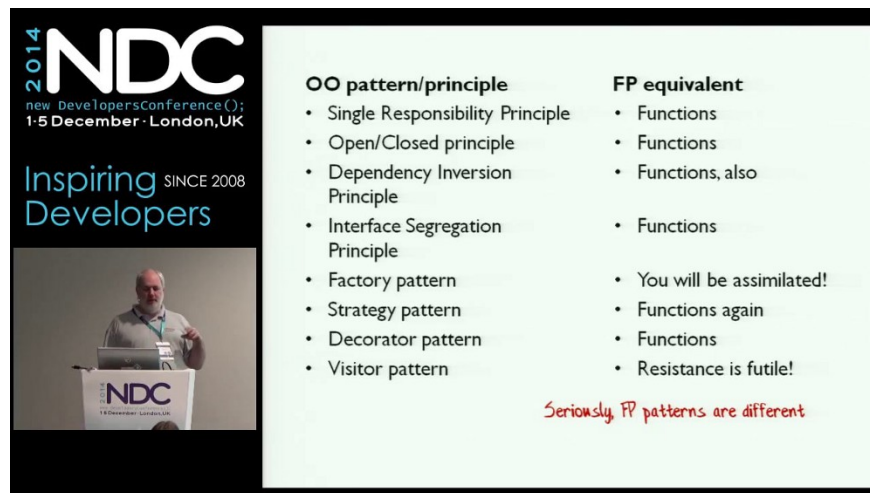 2014
NDC
new DevelopersConference();
1-5 December · London, UK
Inspiring SINCE 2008
Developers
2014
NDC
OO pattern/principle
FP equivalent
• Single Responsibility Principle
• Functions
• Open/Closed principle
• Functions
• Dependency Inversion
Principle
• Functions, also
• Interface Segregation
Principle
• Functions
• Factory pattern
• You will be assimilated!
• Strategy pattern
• Functions again
• Decorator pattern
• Functions
• Visitor pattern
• Resistance is futile!
Seriously, FP patterns are different